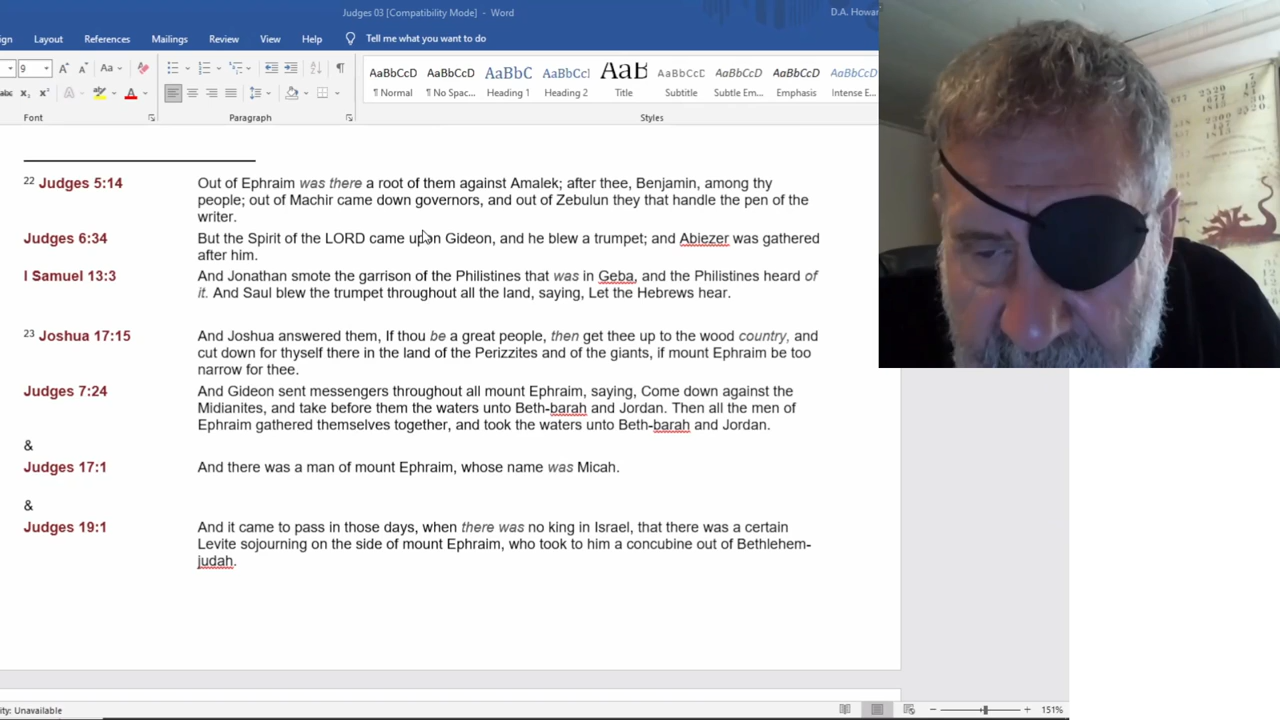 Judges 03 [Compatibility Mode] - Word
D.A. Howar
ign Layout References Mailings Review View Help Tell me what you want to do
9 Aa
abc x₂ x² A A
AaBbCcD AaBbCcD AaBbC AaBbCcI AaB AaBbCcD AaBbCcD AaBbCcD AaBbCcD
¶ Normal ¶ No Spac... Heading 1 Heading 2 Title Subtitle Subtle Em... Emphasis Intense E...
Font Paragraph Styles
22 Judges 5:14 Out of Ephraim was there a root of them against Amalek; after thee, Benjamin, among thy
people; out of Machir came down governors, and out of Zebulun they that handle the pen of the
writer.
Judges 6:34 But the Spirit of the LORD came upon Gideon, and he blew a trumpet; and Abiezer was gathered
after him.
I Samuel 13:3 And Jonathan smote the garrison of the Philistines that was in Geba, and the Philistines heard of
it. And Saul blew the trumpet throughout all the land, saying, Let the Hebrews hear.
23 Joshua 17:15 And Joshua answered them, If thou be a great people, then get thee up to the wood country, and
cut down for thyself there in the land of the Perizzites and of the giants, if mount Ephraim be too
narrow for thee.
Judges 7:24 And Gideon sent messengers throughout all mount Ephraim, saying, Come down against the
Midianites, and take before them the waters unto Beth-barah and Jordan. Then all the men of
Ephraim gathered themselves together, and took the waters unto Beth-barah and Jordan.
&
Judges 17:1 And there was a man of mount Ephraim, whose name was Micah.
&
Judges 19:1 And it came to pass in those days, when there was no king in Israel, that there was a certain
Levite sojourning on the side of mount Ephraim, who took to him a concubine out of Bethlehem-
judah.
ity: Unavailable
151%
2520
677
1813
2300